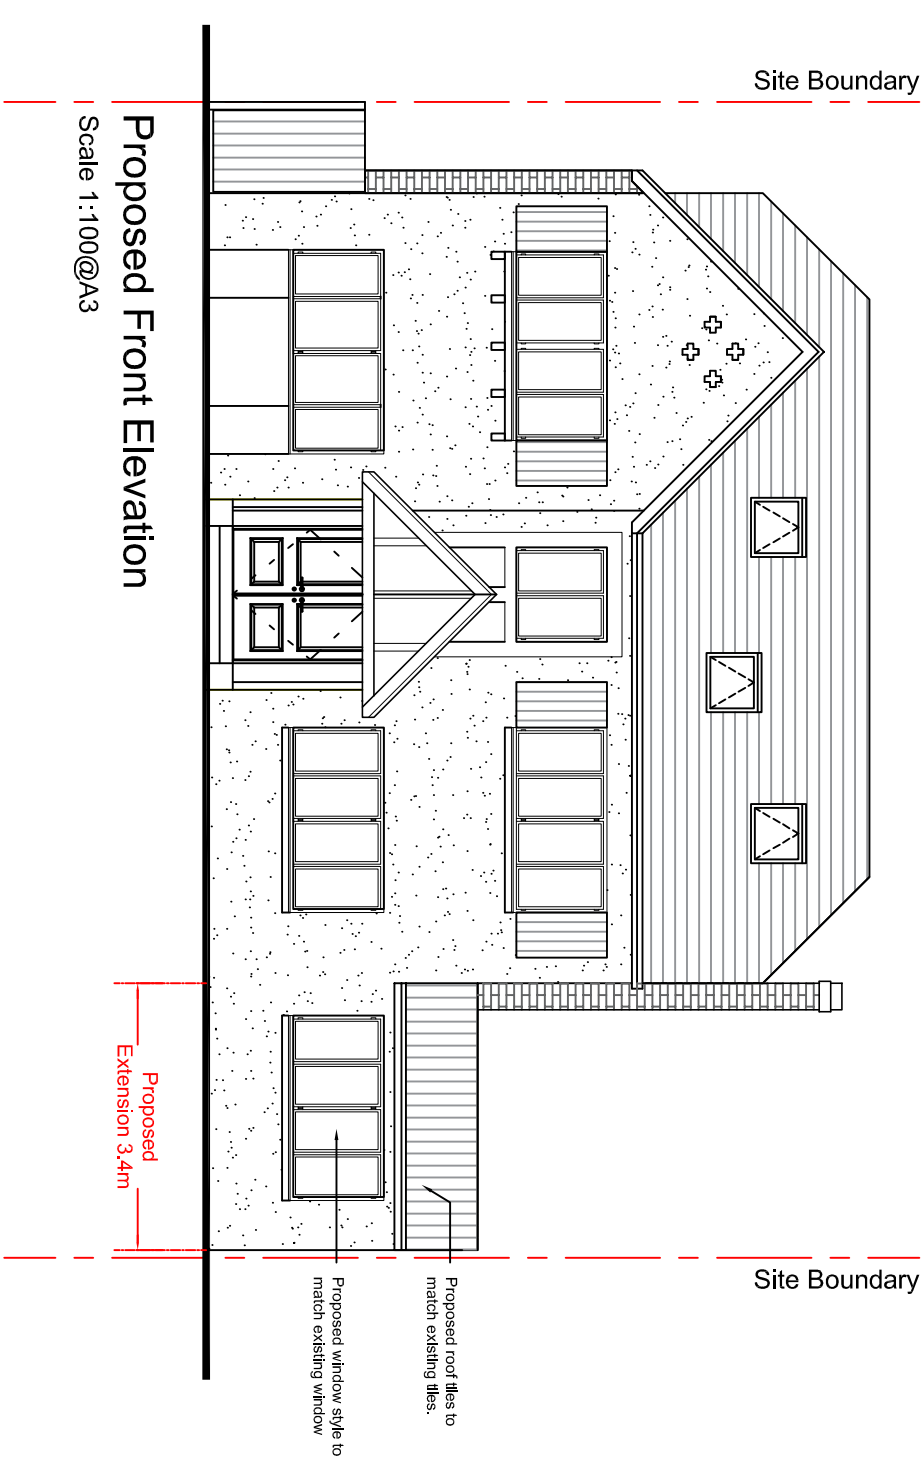 Site Boundary
Site Boundary
Proposed roof tiles to
match existing tiles.
Proposed window style to
match existing window
Proposed
Extension 3.4m
Proposed Front Elevation
Scale 1:100@A3